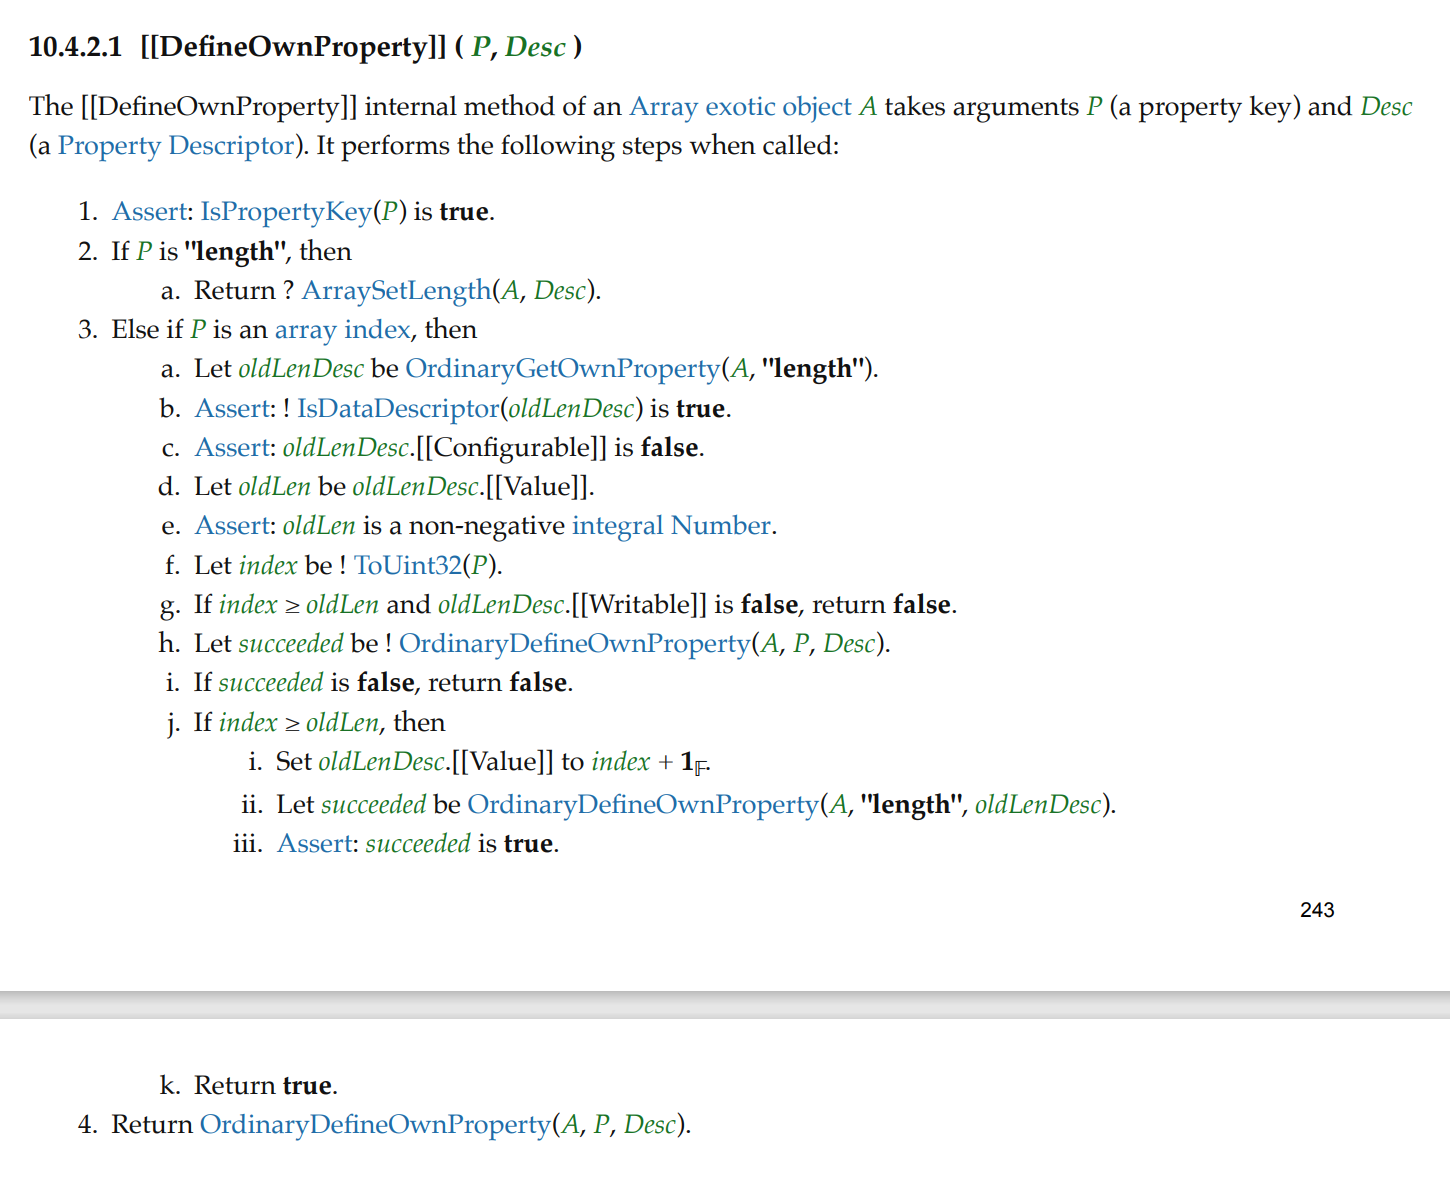 10.4.2.1 [[DefineOwnProperty]] ( P, Desc )
The [[DefineOwnProperty]] internal method of an Array exotic object A takes arguments P (a property key) and Desc
(a Property Descriptor). It performs the following steps when called:
1. Assert: IsPropertyKey(P) is true.
2. If P is "length", then
a. Return ? ArraySetLength(A, Desc).
3. Else if P is an array index, then
a. Let oldLenDesc be OrdinaryGetOwnProperty(A, "length").
b. Assert: ! IsDataDescriptor(oldLenDesc) is true.
c. Assert: oldLenDesc.[[Configurable]] is false.
d. Let oldLen be oldLenDesc.[[Value]].
e. Assert: oldLen is a non-negative integral Number.
f. Let index be ! ToUint32(P).
g. If index ≥ oldLen and oldLenDesc.[[Writable]] is false, return false.
h. Let succeeded be ! OrdinaryDefineOwnProperty(A, P, Desc).
i. If succeeded is false, return false.
j. If index ≥ oldLen, then
i. Set oldLenDesc.[[Value]] to index + 1𝔽.
ii. Let succeeded be OrdinaryDefineOwnProperty(A, "length", oldLenDesc).
iii. Assert: succeeded is true.
243
k. Return true.
4. Return OrdinaryDefineOwnProperty(A, P, Desc).